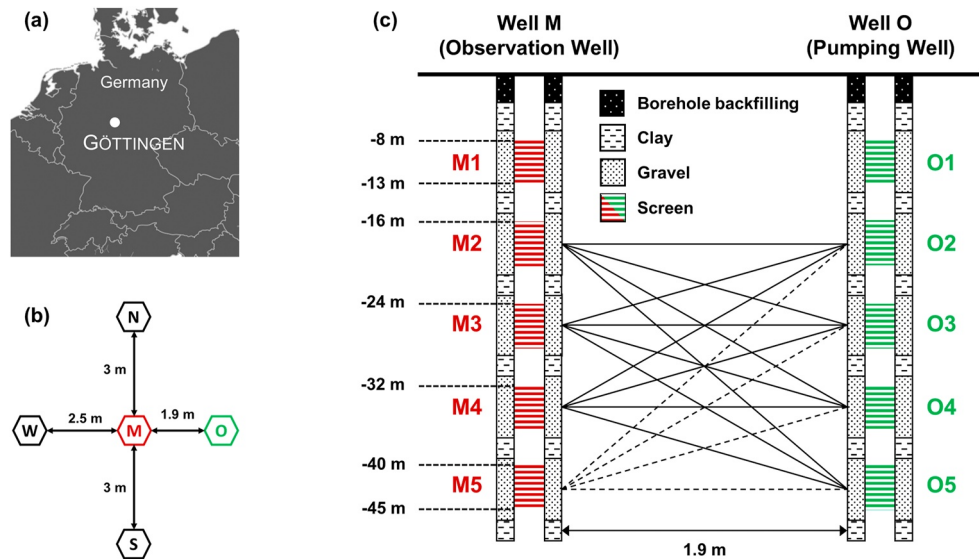 (a)
Germany
GÖTTINGEN
(b)
N
3 m
W
2.5 m
M
1.9 m
O
3 m
S
(c)
Well M
(Observation Well)
Well O
(Pumping Well)
Borehole backfilling
Clay
Gravel
Screen
-8 m
M1
-13 m
O1
-16 m
M2
O2
-24 m
M3
O3
-32 m
M4
O4
-40 m
M5
O5
-45 m
1.9 m